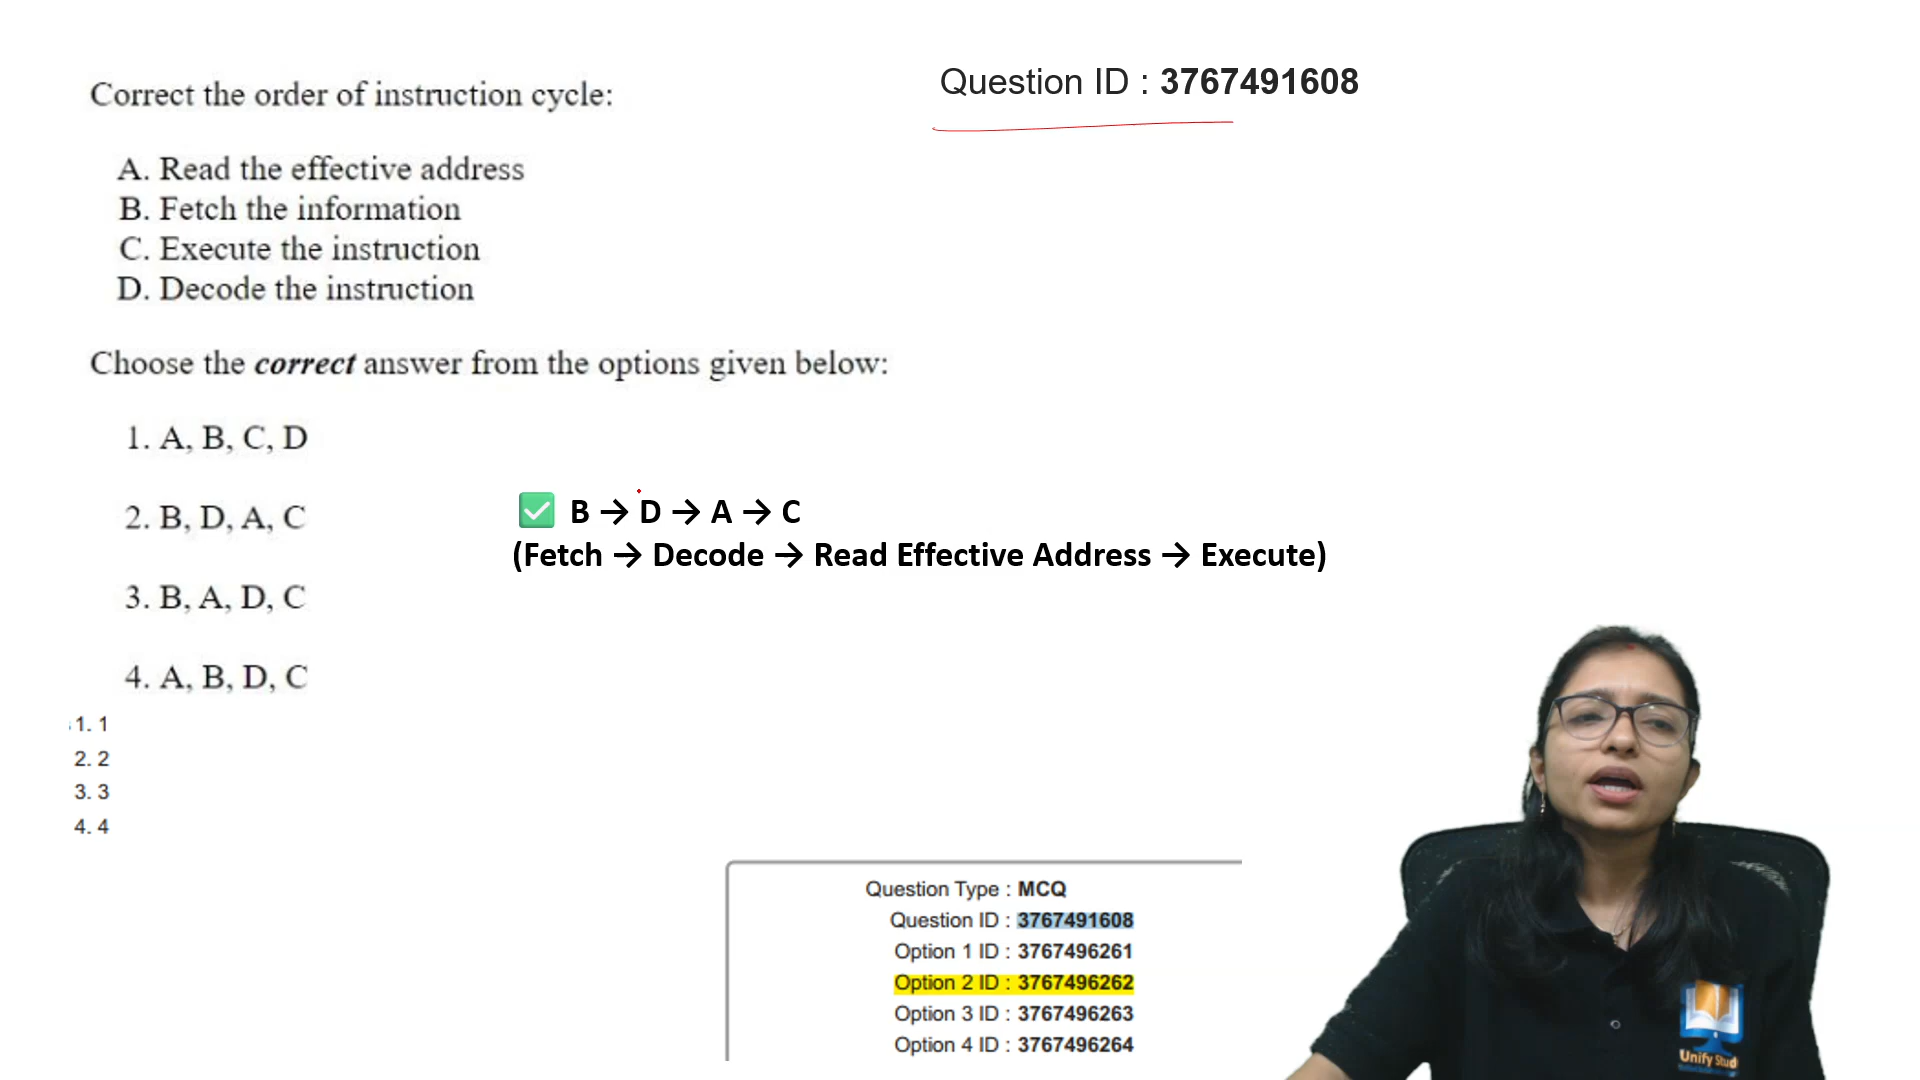 Correct the order of instruction cycle:
Question ID : 3767491608
A. Read the effective address
B. Fetch the information
C. Execute the instruction
D. Decode the instruction
Choose the correct answer from the options given below:
1. A, B, C, D
2. B, D, A, C
✅ B → D → A → C
(Fetch → Decode → Read Effective Address → Execute)
3. B, A, D, C
4. A, B, D, C
1. 1
2. 2
3. 3
4. 4
Question Type : MCQ
Question ID : 3767491608
Option 1 ID : 3767496261
Option 2 ID : 3767496262
Option 3 ID : 3767496263
Option 4 ID : 3767496264
Unify Stud